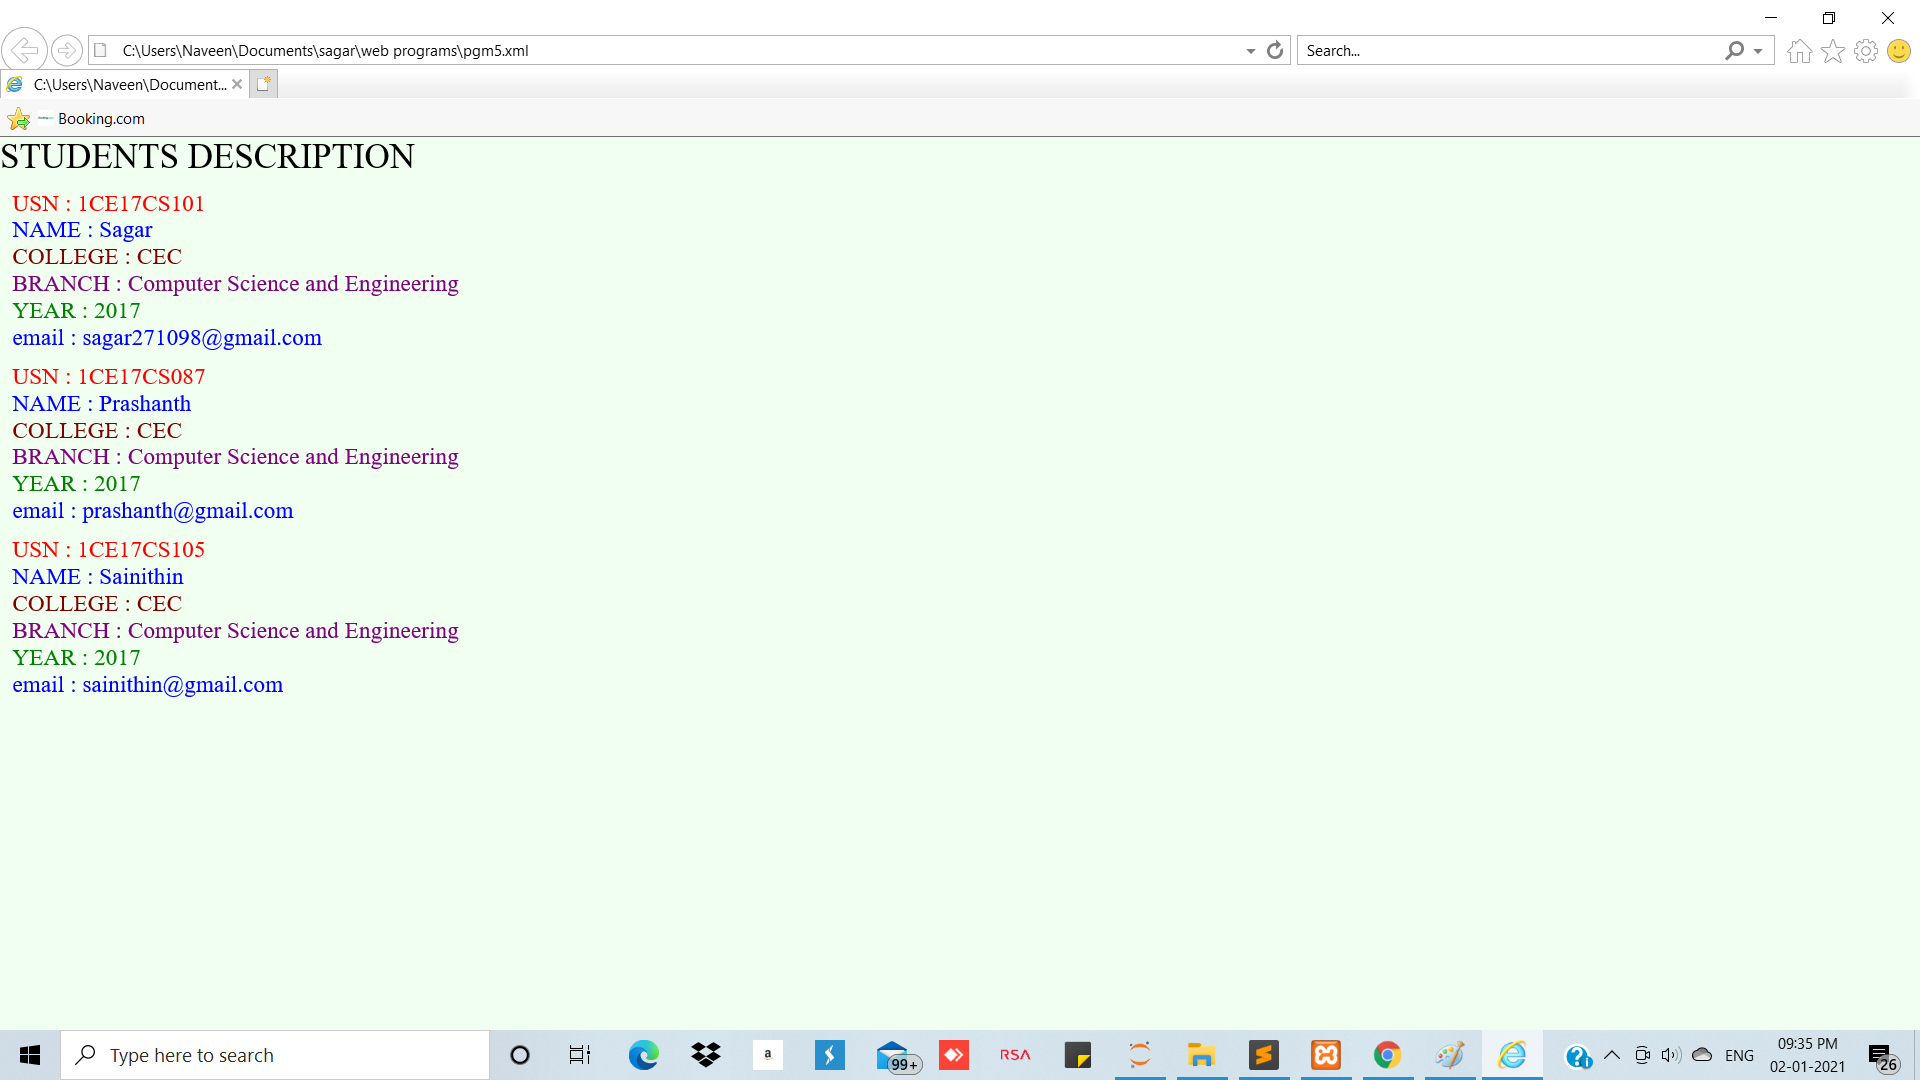 C:\Users\Naveen\Documents\sagar\web programs\pgm5.xml
Search...
C:\Users\Naveen\Document...
Booking.com
STUDENTS DESCRIPTION
USN : 1CE17CS101
NAME : Sagar
COLLEGE : CEC
BRANCH : Computer Science and Engineering
YEAR : 2017
email : sagar271098@gmail.com
USN : 1CE17CS087
NAME : Prashanth
COLLEGE : CEC
BRANCH : Computer Science and Engineering
YEAR : 2017
email : prashanth@gmail.com
USN : 1CE17CS105
NAME : Sainithin
COLLEGE : CEC
BRANCH : Computer Science and Engineering
YEAR : 2017
email : sainithin@gmail.com
Type here to search
a
99+
RSA
ENG
09:35 PM
02-01-2021
26